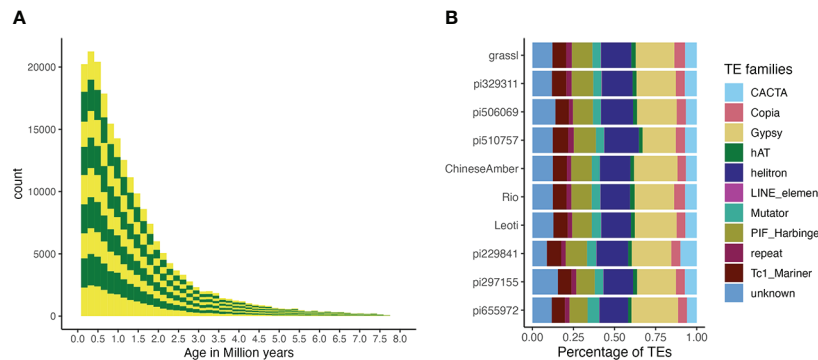 A
20000
15000
10000
5000
0
count
0.0 0.5 1.0 1.5 2.0 2.5 3.0 3.5 4.0 4.5 5.0 5.5 6.0 6.5 7.0 7.5 8.0
Age in Million years
B
grassl
pi329311
pi506069
pi510757
ChineseAmber
Rio
Leoti
pi229841
pi297155
pi655972
0.00 0.25 0.50 0.75 1.00
Percentage of TEs
TE families
CACTA
Copia
Gypsy
hAT
helitron
LINE_elemen
Mutator
PIF_Harbinge
repeat
Tc1_Mariner
unknown